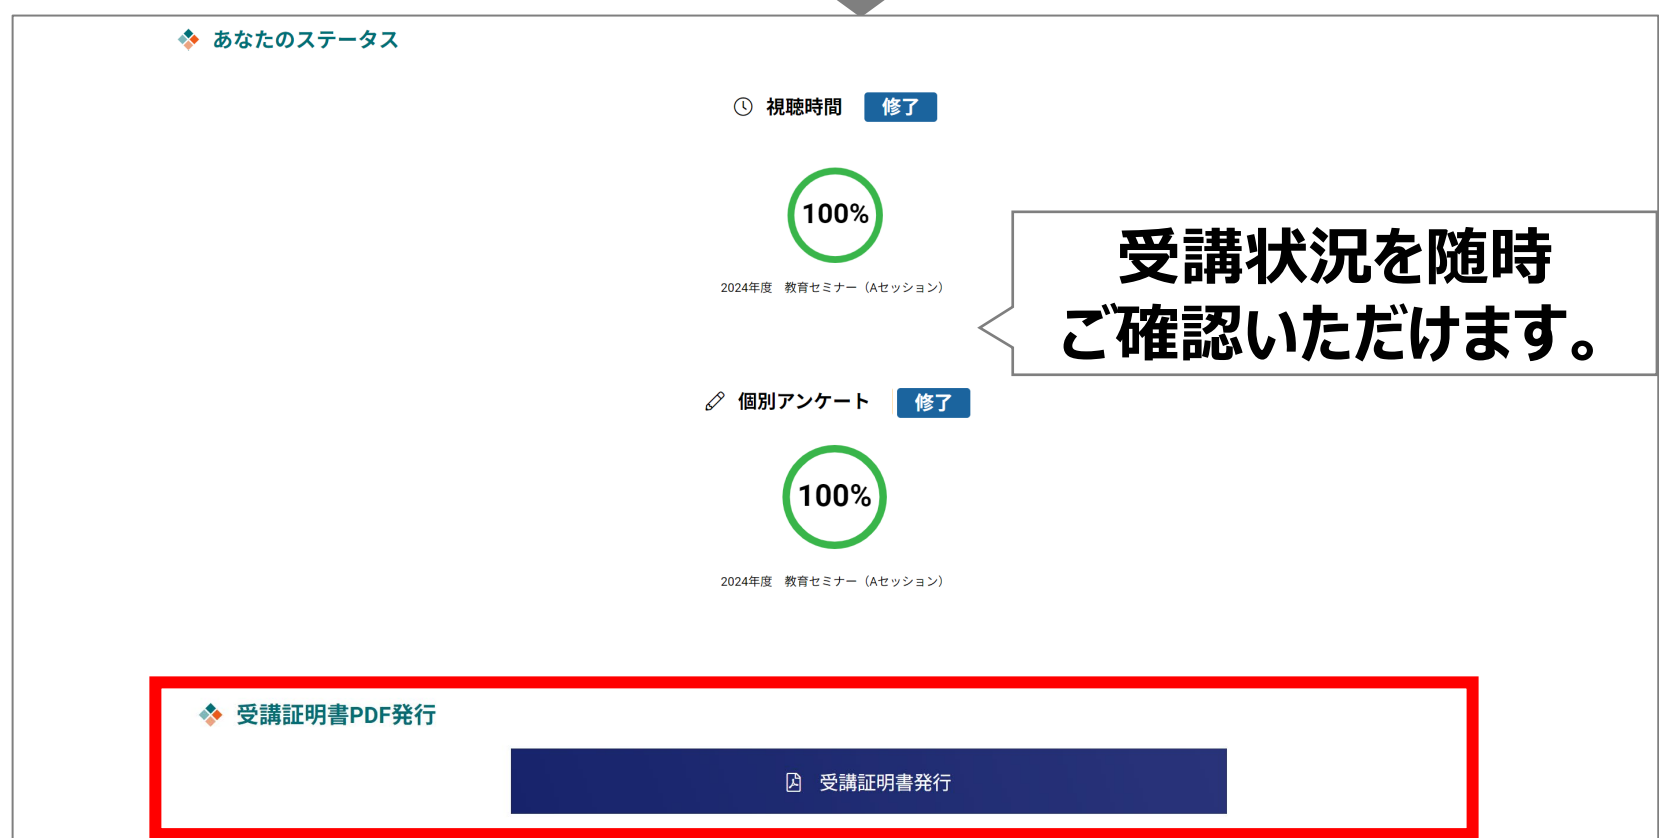 あなたのステータス
視聴時間 修了
100%
2024年度 教育セミナー（Aセッション）
受講状況を随時
ご確認いただけます。
個別アンケート 修了
100%
2024年度 教育セミナー（Aセッション）
受講証明書PDF発行
受講証明書発行